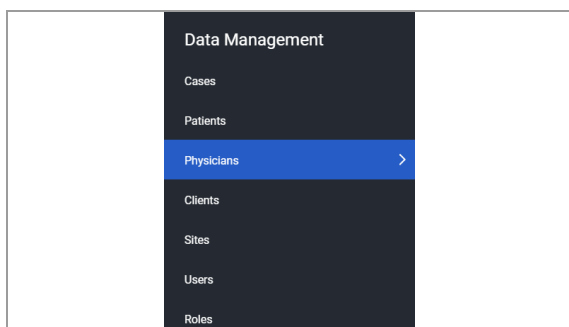 Data Management
Cases
Patients
Physicians
Clients
Sites
Users
Roles